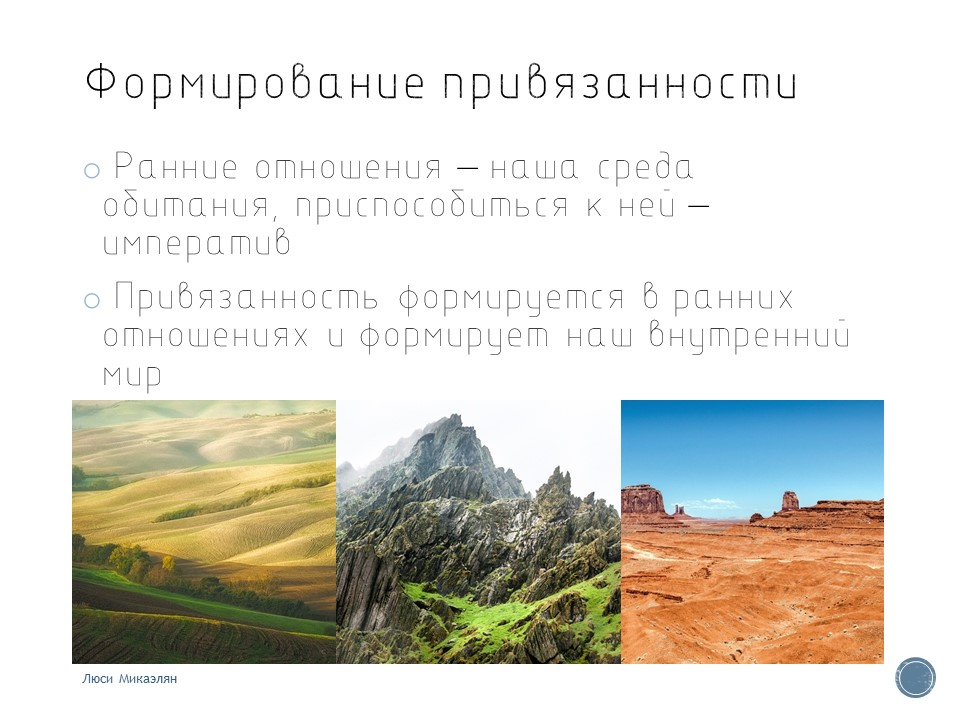 Формирование привязанности
o Ранние отношения – наша среда
обитания, приспособиться к ней –
императив
o Привязанность формируется в ранних
отношениях и формирует наш внутренний
мир
Люси Микаэлян